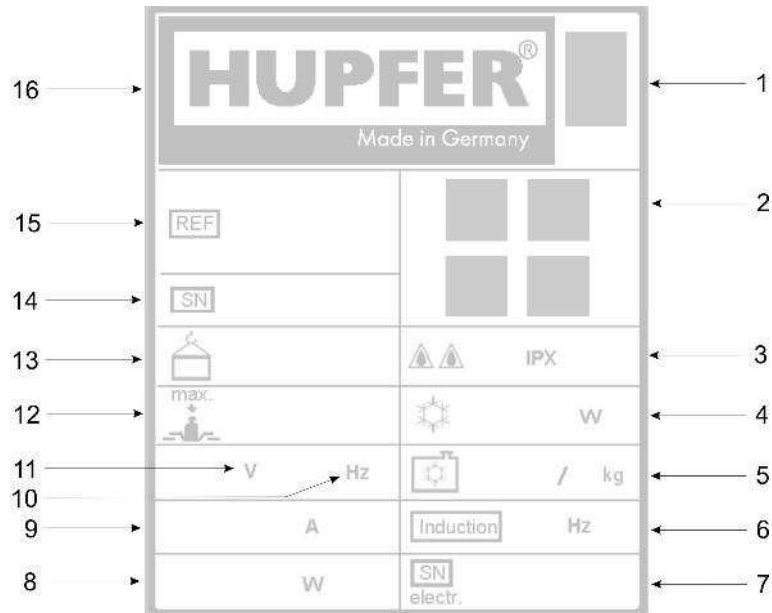 HUPFER®
Made in Germany
16
1
REF
15
2
SN
14
13
IPX
3
max.
12
W
4
11
V
Hz
10
/ kg
5
9
A
Induction
Hz
6
8
W
SN
electr.
7